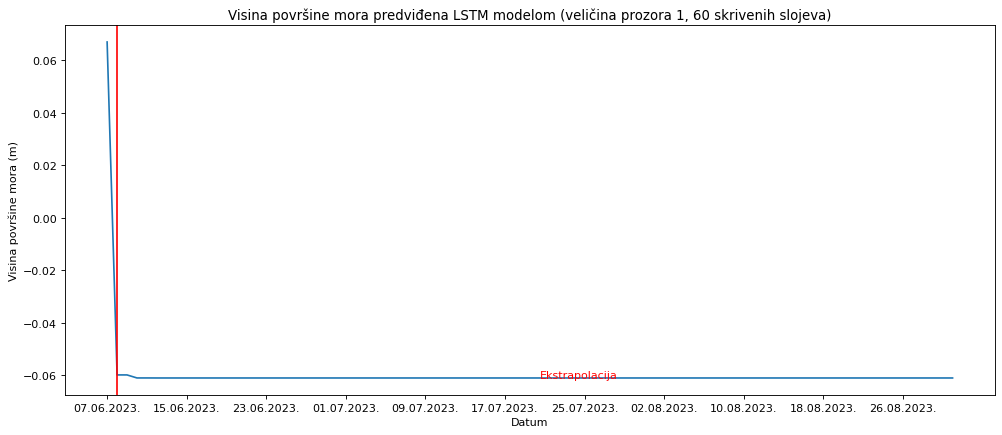 Visina površine mora predviđena LSTM modelom (veličina prozora 1, 60 skrivenih slojeva)
Visina površine mora (m)
0.06
0.04
0.02
0.00
−0.02
−0.04
−0.06
Ekstrapolacija
07.06.2023. 15.06.2023. 23.06.2023. 01.07.2023. 09.07.2023. 17.07.2023. 25.07.2023. 02.08.2023. 10.08.2023. 18.08.2023. 26.08.2023.
Datum